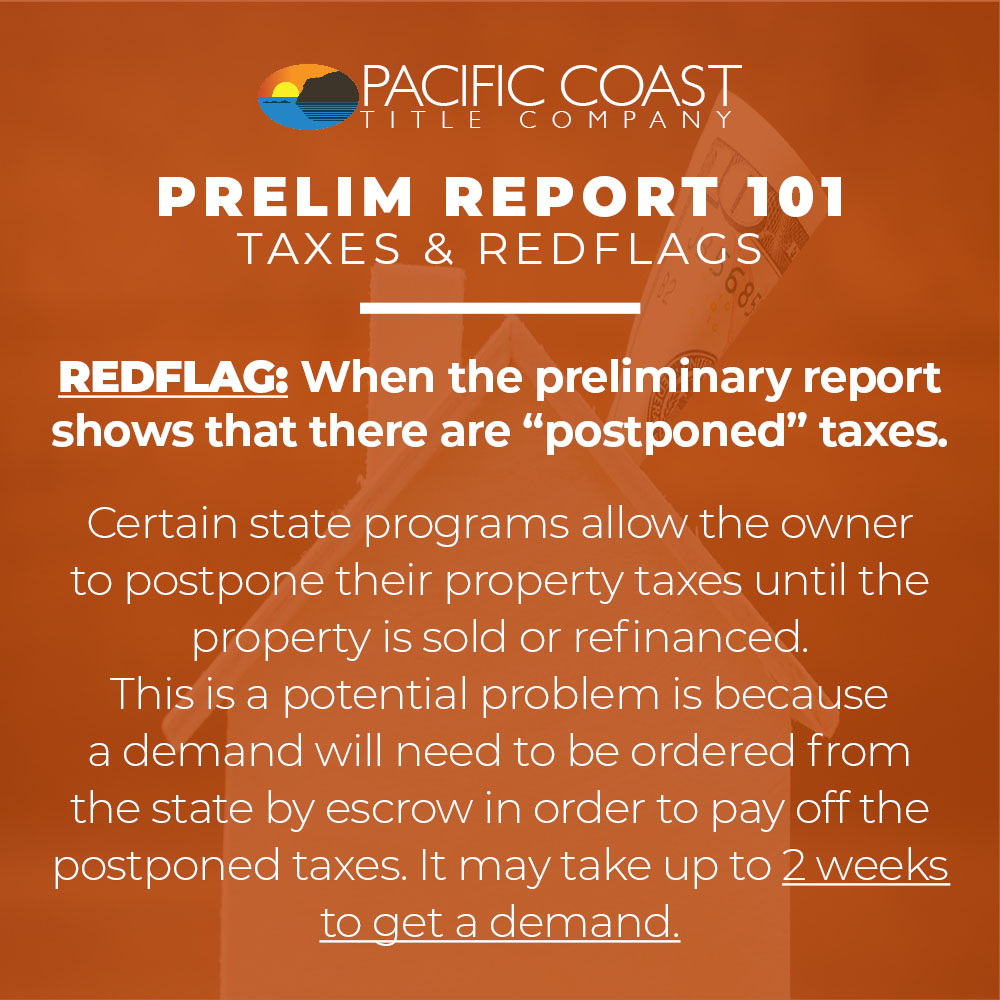 PACIFIC COAST
TITLE COMPANY
PRELIM REPORT 101
TAXES & REDFLAGS
REDFLAG: When the preliminary report
shows that there are “postponed” taxes.
Certain state programs allow the owner
to postpone their property taxes until the
property is sold or refinanced.
This is a potential problem is because
a demand will need to be ordered from
the state by escrow in order to pay off the
postponed taxes. It may take up to 2 weeks
to get a demand.